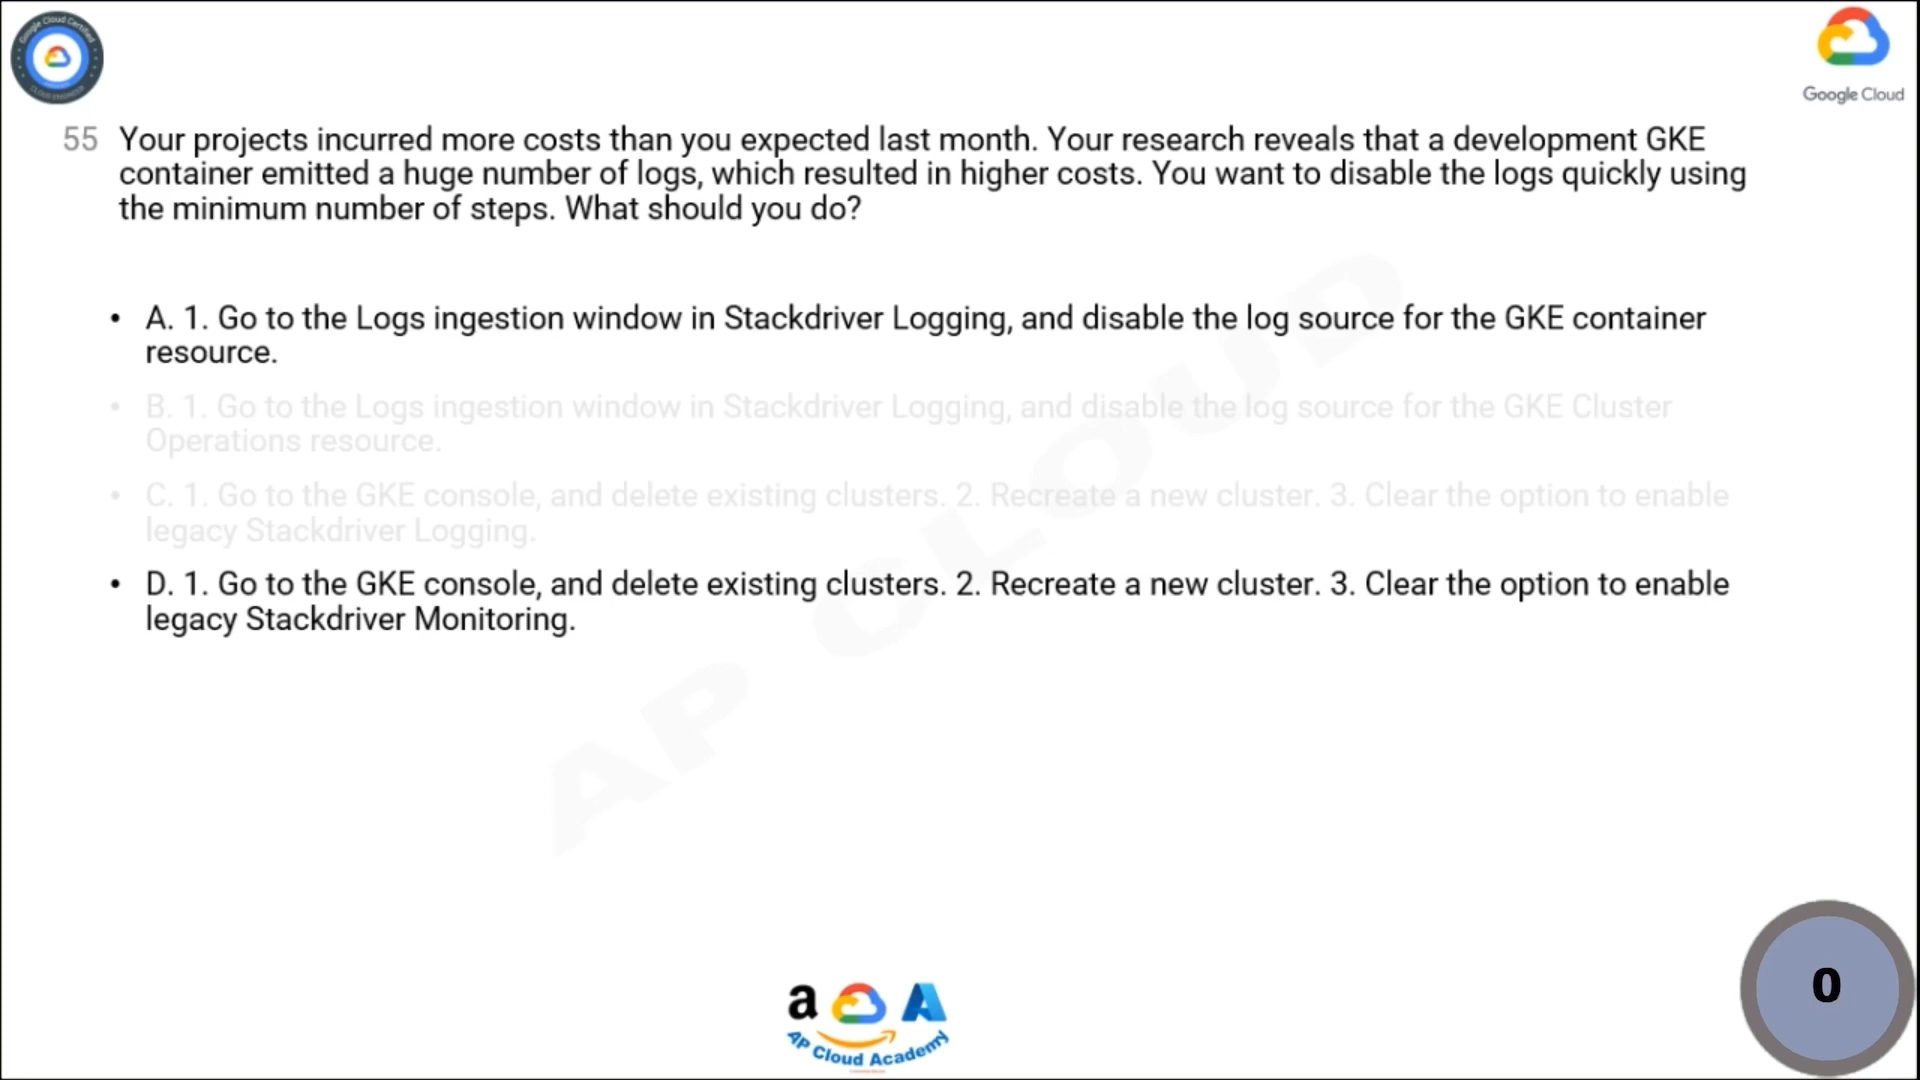 Google Cloud Certified
CLOUD ENGINEER
Google Cloud
55 Your projects incurred more costs than you expected last month. Your research reveals that a development GKE
container emitted a huge number of logs, which resulted in higher costs. You want to disable the logs quickly using
the minimum number of steps. What should you do?
• A. 1. Go to the Logs ingestion window in Stackdriver Logging, and disable the log source for the GKE container
resource.
• B. 1. Go to the Logs ingestion window in Stackdriver Logging, and disable the log source for the GKE Cluster
Operations resource.
• C. 1. Go to the GKE console, and delete existing clusters. 2. Recreate a new cluster. 3. Clear the option to enable
legacy Stackdriver Logging.
• D. 1. Go to the GKE console, and delete existing clusters. 2. Recreate a new cluster. 3. Clear the option to enable
legacy Stackdriver Monitoring.
AP CLOUD
a
AP Cloud Academy
0